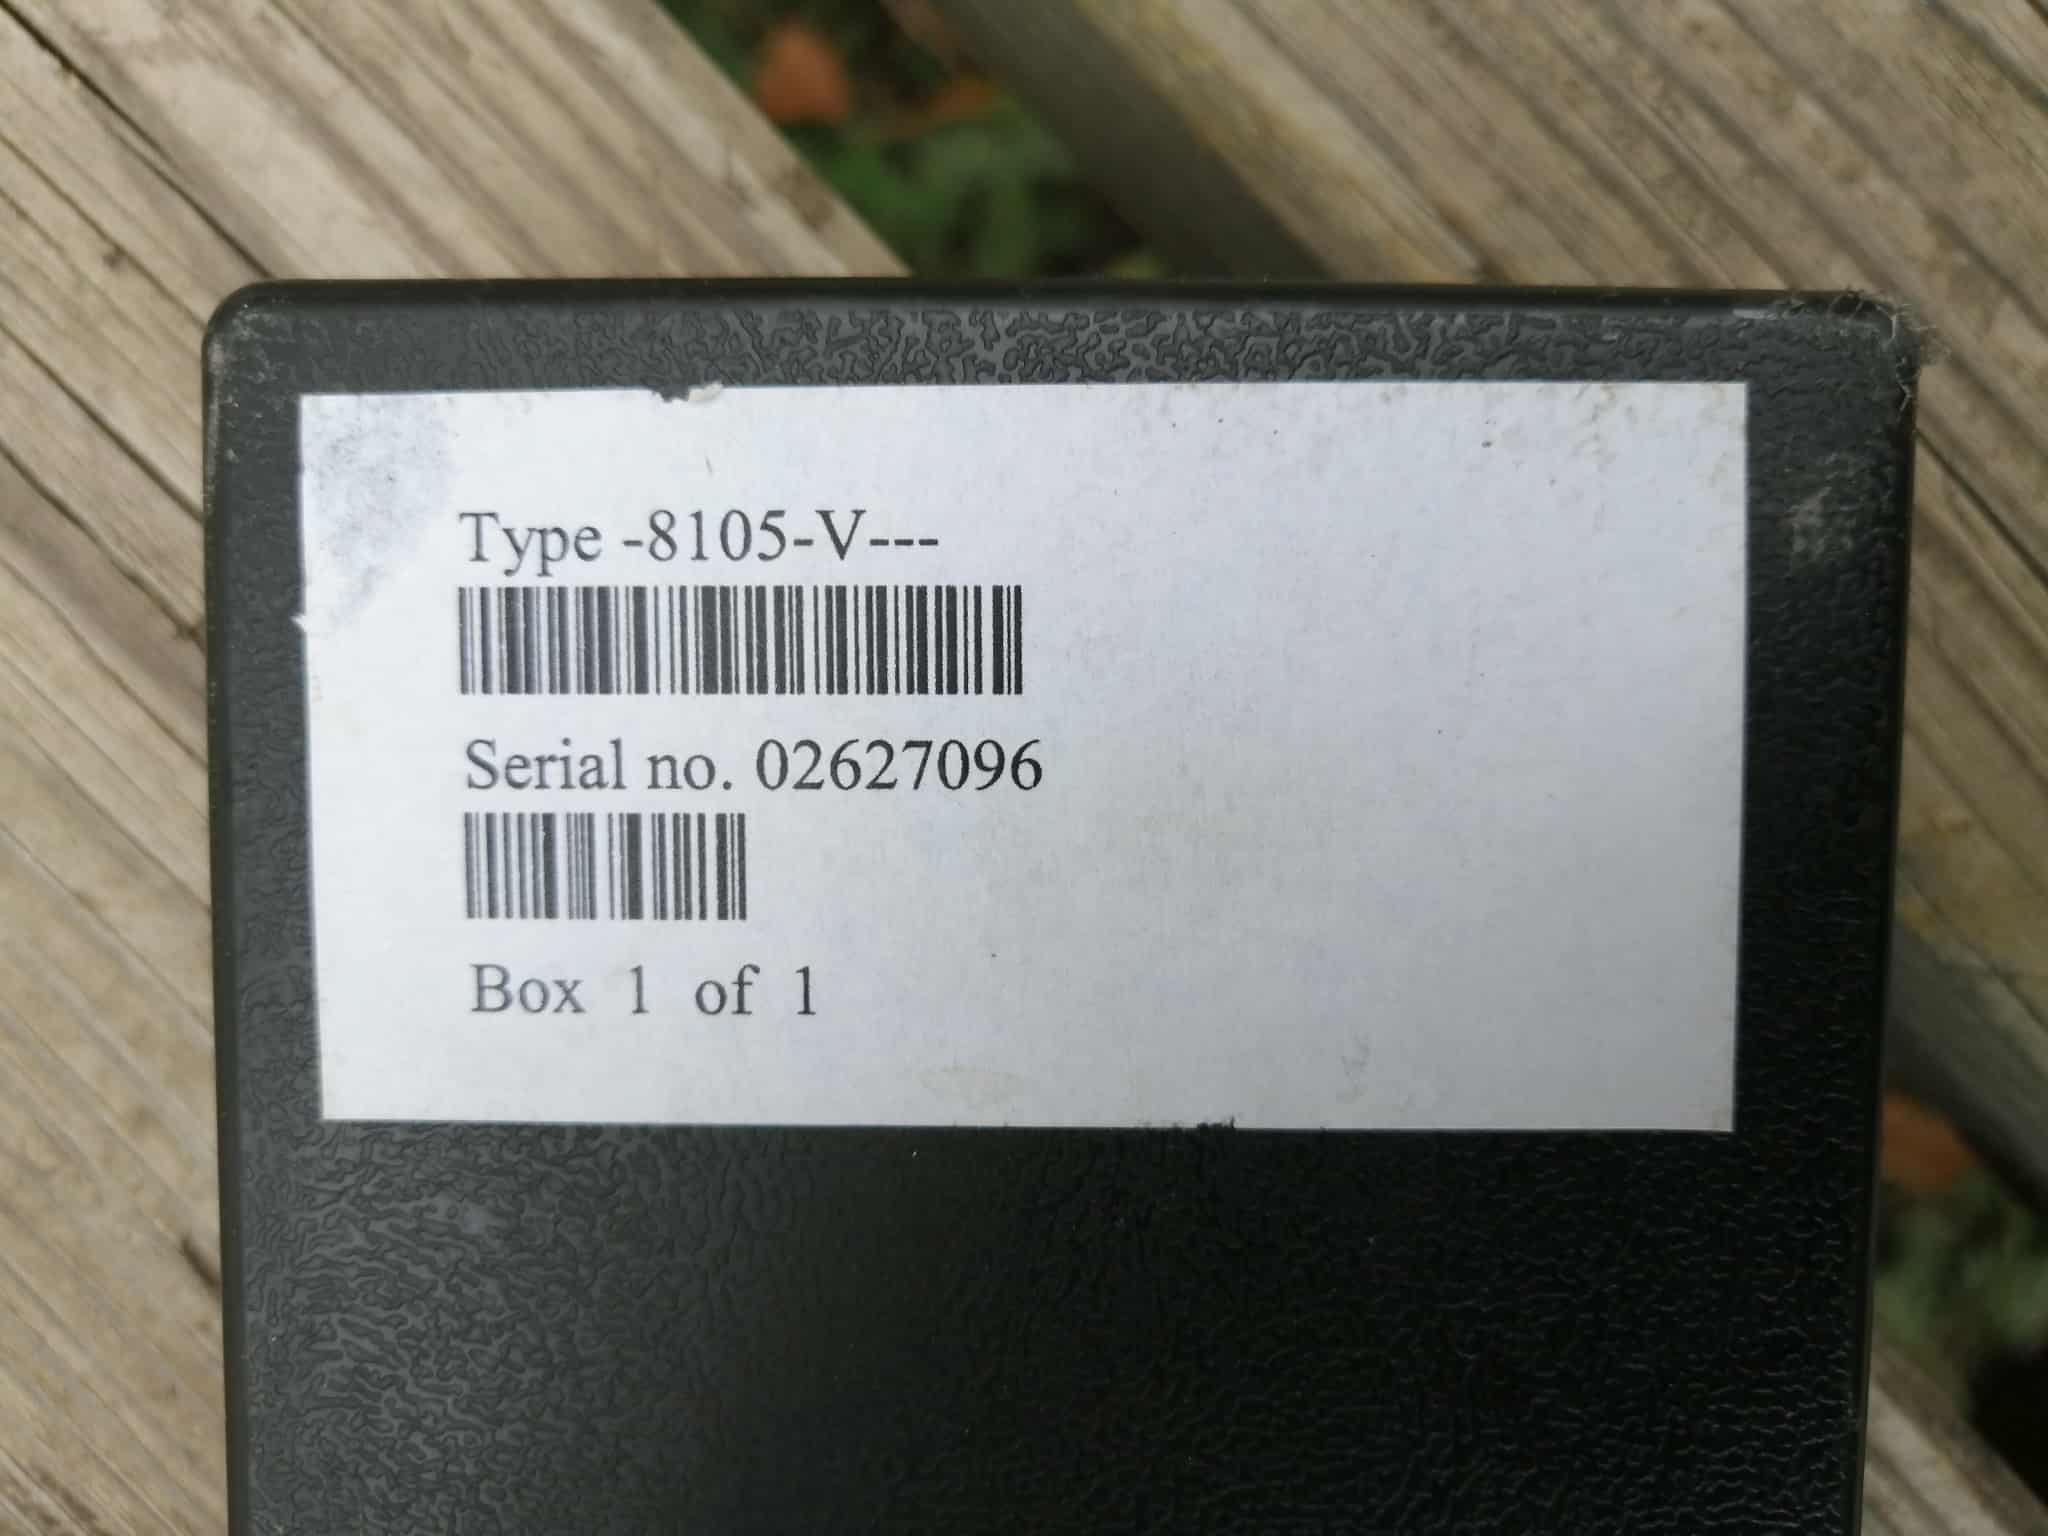 Type -8105-V---
Serial no. 02627096
Box 1 of 1